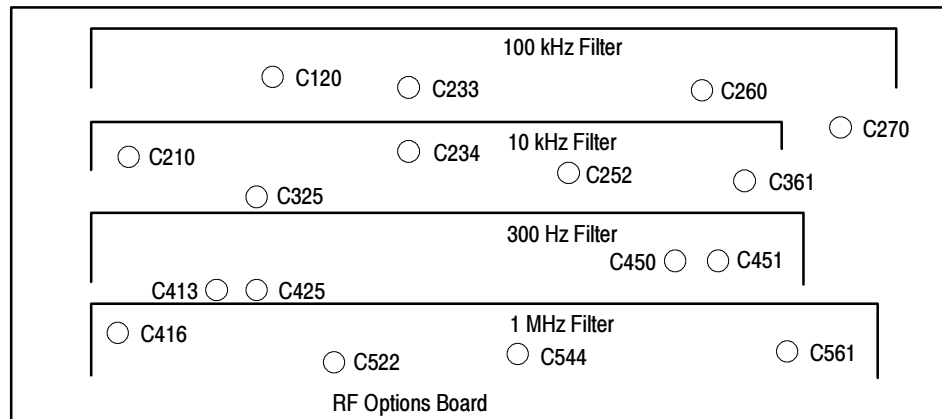 100 kHz Filter
C120
C233
C260
C270
10 kHz Filter
C210
C234
C252
C361
C325
300 Hz Filter
C450
C451
C413
C425
1 MHz Filter
C416
C522
C544
C561
RF Options Board